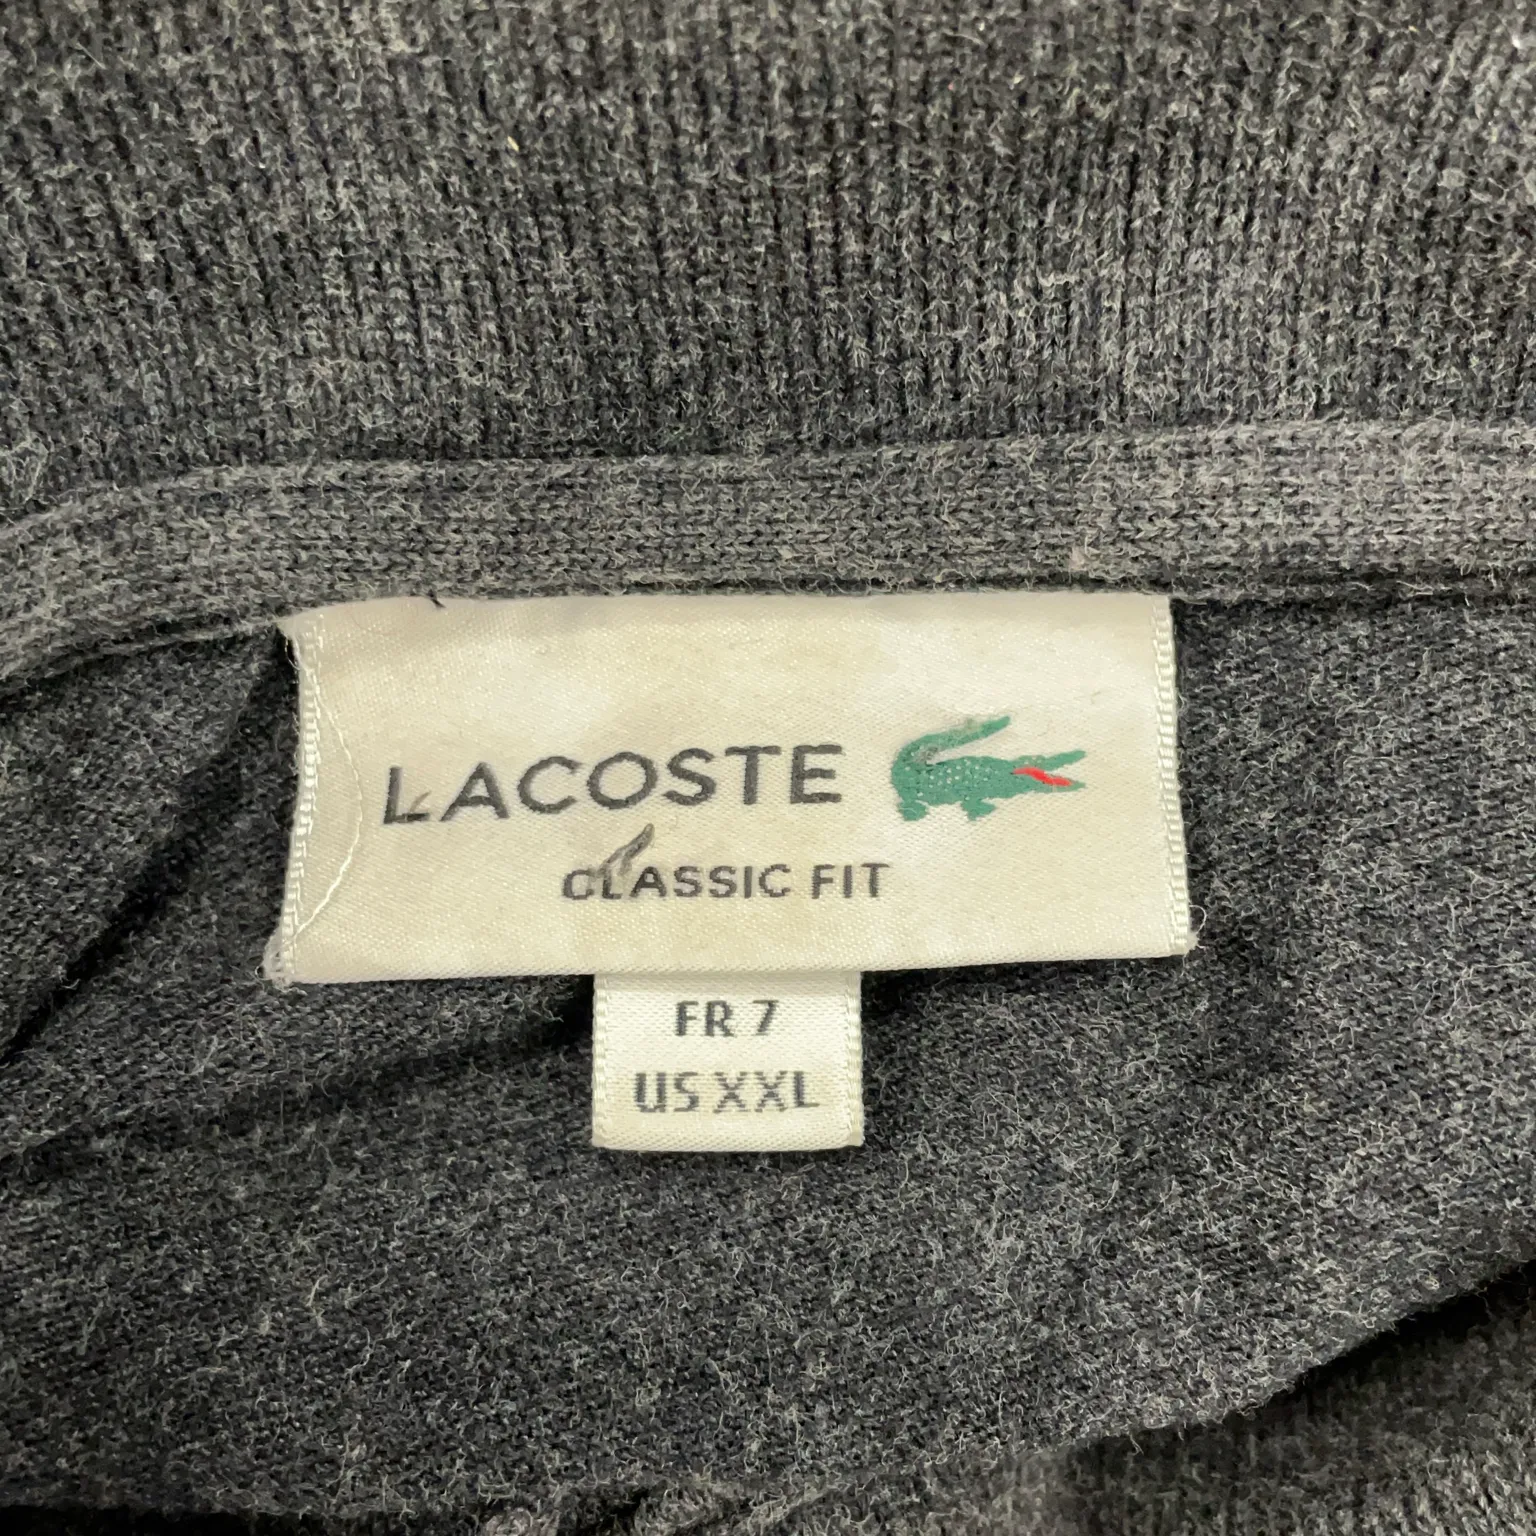 LACOSTE
CLASSIC FIT
FR 7
US XXL